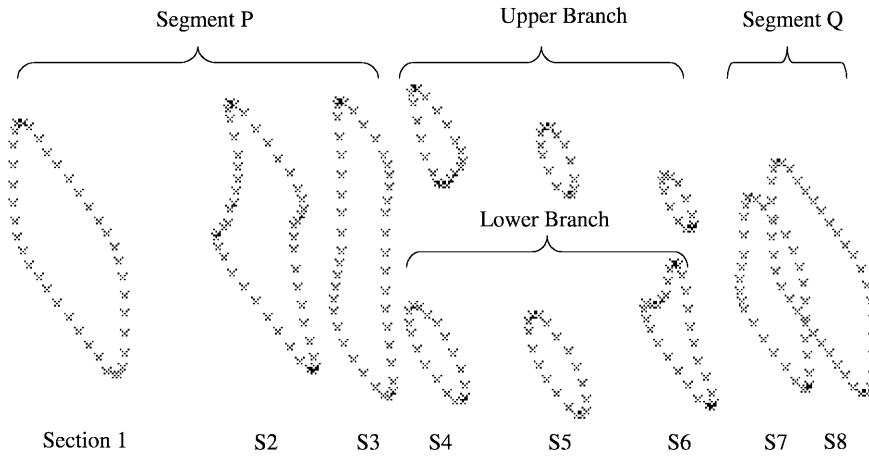 Segment P
Upper Branch
Segment Q
Lower Branch
Section 1 S2 S3 S4 S5 S6 S7 S8